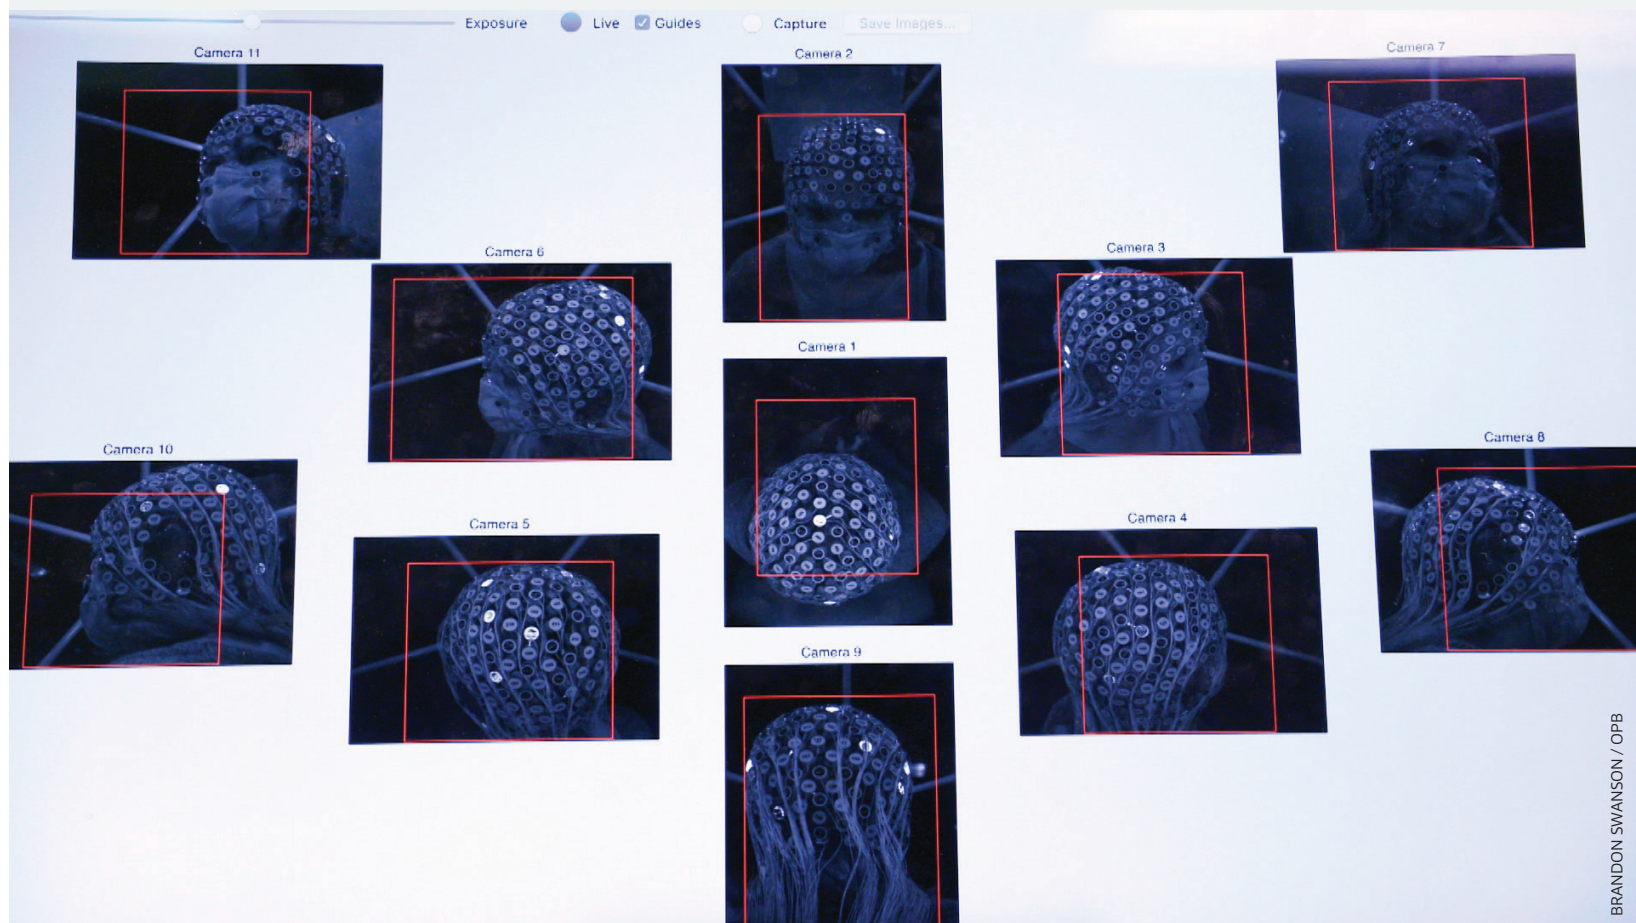 Exposure Live Guides Capture Save Images...
Camera 11
Camera 2
Camera 7
Camera 6
Camera 3
Camera 1
Camera 10
Camera 8
Camera 5
Camera 4
Camera 9
BRANDON SWANSON / OPB